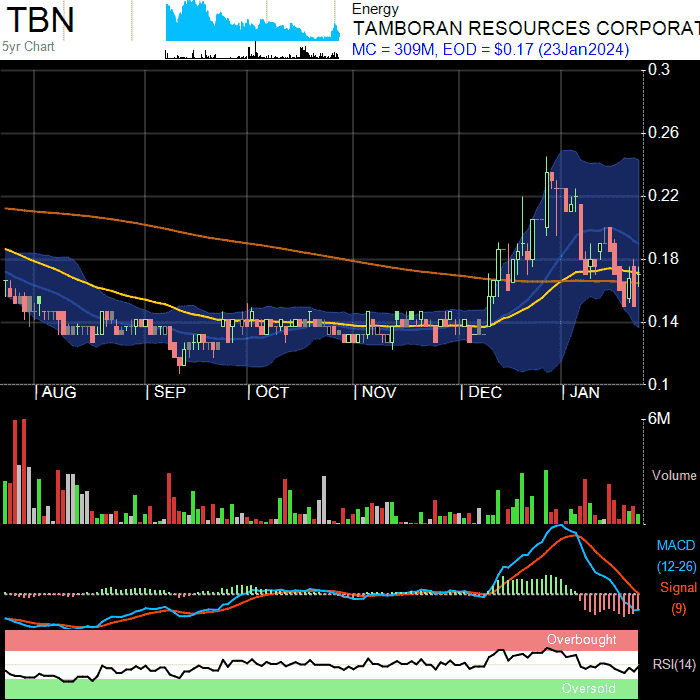 TBN
5yr Chart
Energy
TAMBORAN RESOURCES CORPORAT
MC = 309M, EOD = $0.17 (23Jan2024)
0.3
0.26
0.22
0.18
0.14
0.1
AUG SEP OCT NOV DEC JAN
6M
Volume
MACD
(12-26)
Signal
(9)
Overbought
RSI(14)
Oversold